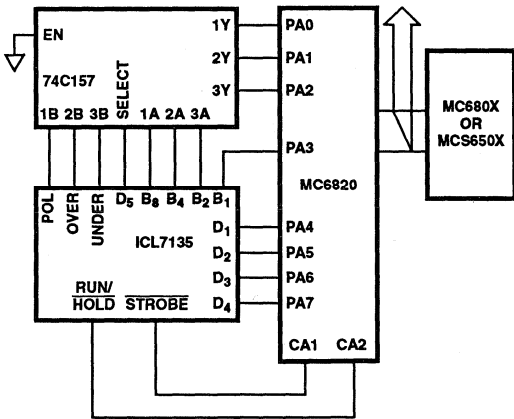 EN
74C157
SELECT
1Y
2Y
3Y
1B 2B 3B 1A 2A 3A
PA0
PA1
PA2
PA3
MC6820
PA4
PA5
PA6
PA7
CA1 CA2
MC680X
OR
MCS650X
POL
OVER
UNDER
D5 B8 B4 B2 B1
ICL7135
D1
D2
D3
D4
RUN/
HOLD STROBE